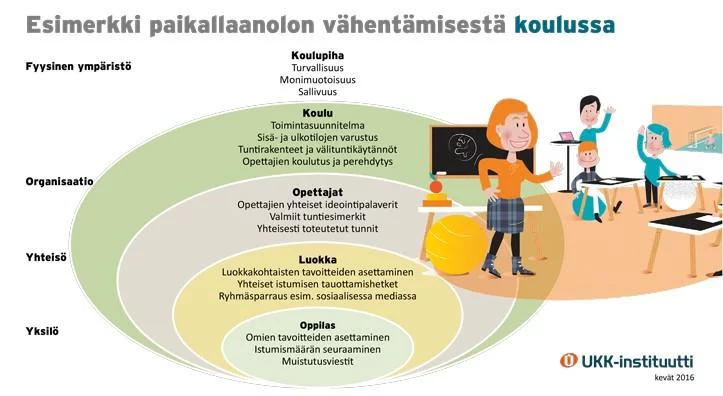 Esimerkki paikallaanolon vähentämisestä koulussa
Fyysinen ympäristö
Koulupiha
Turvallisuus
Monimuotoisuus
Sallivuus
Koulu
Toimintasuunnitelma
Sisä- ja ulkotilojen varustus
Tuntirakenteet ja välituntikäytännöt
Opettajien koulutus ja perehdytys
Organisaatio
Opettajat
Opettajien yhteiset ideointipalaverit
Valmiit tuntiesimerkit
Yhteisesti toteutetut tunnit
Yhteisö
Luokka
Luokkakohtaisten tavoitteiden asettaminen
Yhteiset istumisen tauottamishetket
Ryhmäsparraus esim. sosiaalisessa mediassa
Yksilö
Oppilas
Omien tavoitteiden asettaminen
Istumismäärän seuraaminen
Muistutusviestit
UKK-instituutti
kevät 2016